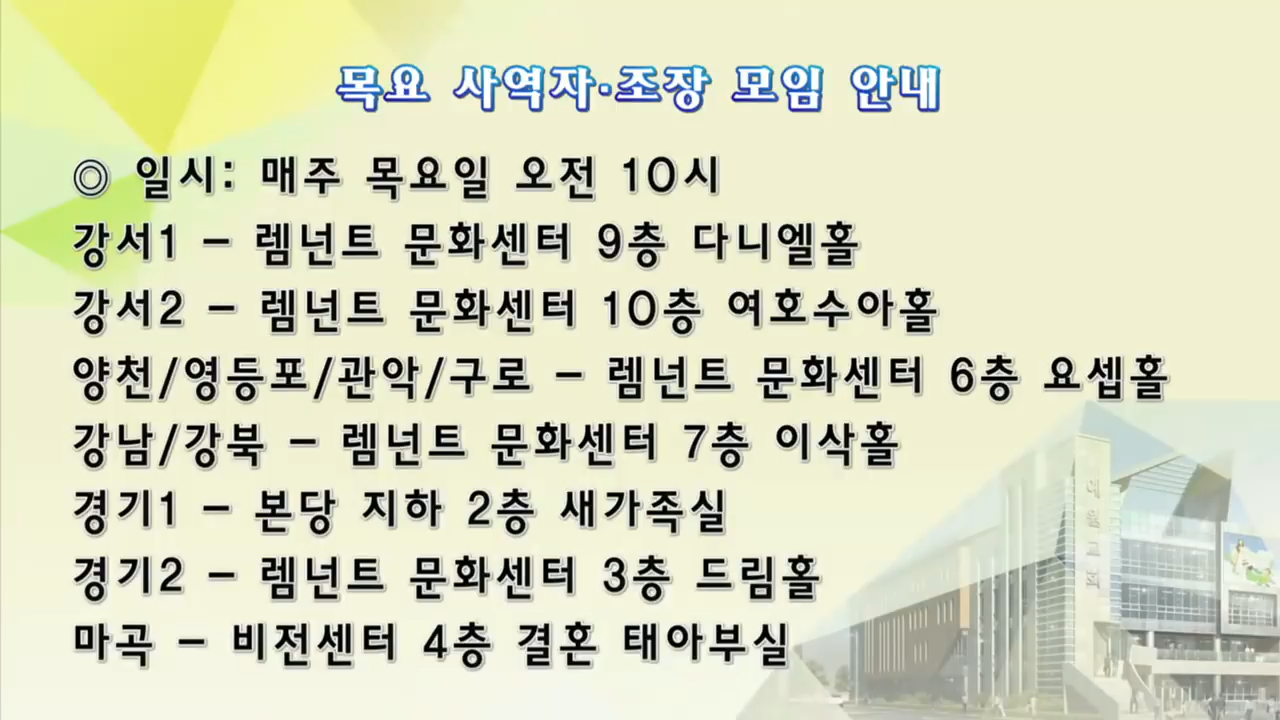 목요 사역자·조장 모임 안내
◎ 일시: 매주 목요일 오전 10시
강서1 - 렘넌트 문화센터 9층 다니엘홀
강서2 - 렘넌트 문화센터 10층 여호수아홀
양천/영등포/관악/구로 - 렘넌트 문화센터 6층 요셉홀
강남/강북 - 렘넌트 문화센터 7층 이삭홀
경기1 - 본당 지하 2층 새가족실
경기2 - 렘넌트 문화센터 3층 드림홀
마곡 - 비전센터 4층 결혼 태아부실